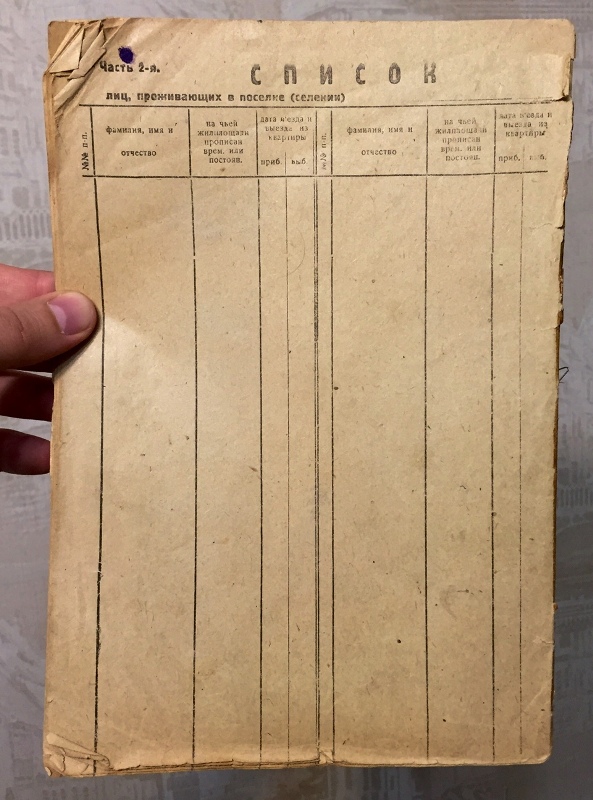 Часть 2-я.
СПИСОК
лиц, проживающих в поселке (селении)
№№ п-п.
фамилия, имя и
отчество
на чьей
жилплощади
прописан
врем. или
постоян.
дата в'езда и
выезда из
квартиры
приб.
выб.
№№ п-п.
фамилия, имя и
отчество
на чьей
жилплощади
прописан
врем. или
постоян.
дата в'езда и
выезда из
квартиры
приб.
выб.